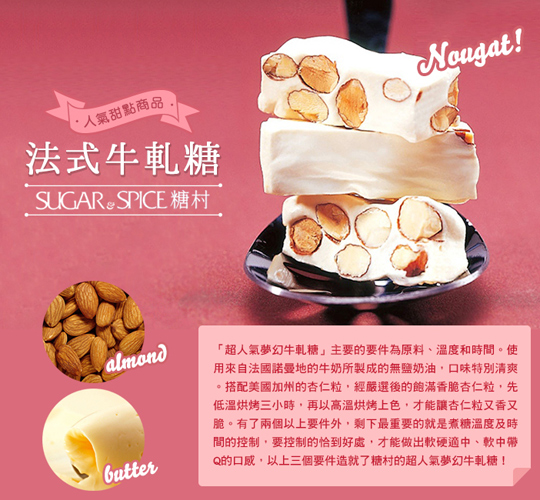 Nougat!
人氣甜點商品
法式牛軋糖
SUGAR & SPICE 糖村
almond
butter
「超人氣夢幻牛軋糖」主要的要件為原料、溫度和時間。使
用來自法國諾曼地的牛奶所製成的無鹽奶油，口味特別清爽
。搭配美國加州的杏仁粒，經嚴選後的飽滿香脆杏仁粒，先
低溫烘烤三小時，再以高溫烘烤上色，才能讓杏仁粒又香又
脆。有了兩個以上要件外，剩下最重要的就是煮糖溫度及時
間的控制，要控制的恰到好處，才能做出軟硬適中、軟中帶
Q的口感，以上三個要件造就了糖村的超人氣夢幻牛軋糖！